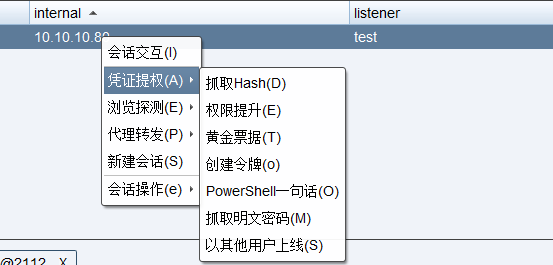 internal listener
10.10.10.80 test
会话交互(I)
凭证提权(A)
浏览探测(E)
代理转发(P)
新建会话(S)
会话操作(e)
抓取Hash(D)
权限提升(E)
黄金票据(T)
创建令牌(o)
PowerShell一句话(O)
抓取明文密码(M)
以其他用户上线(S)
@2112 X